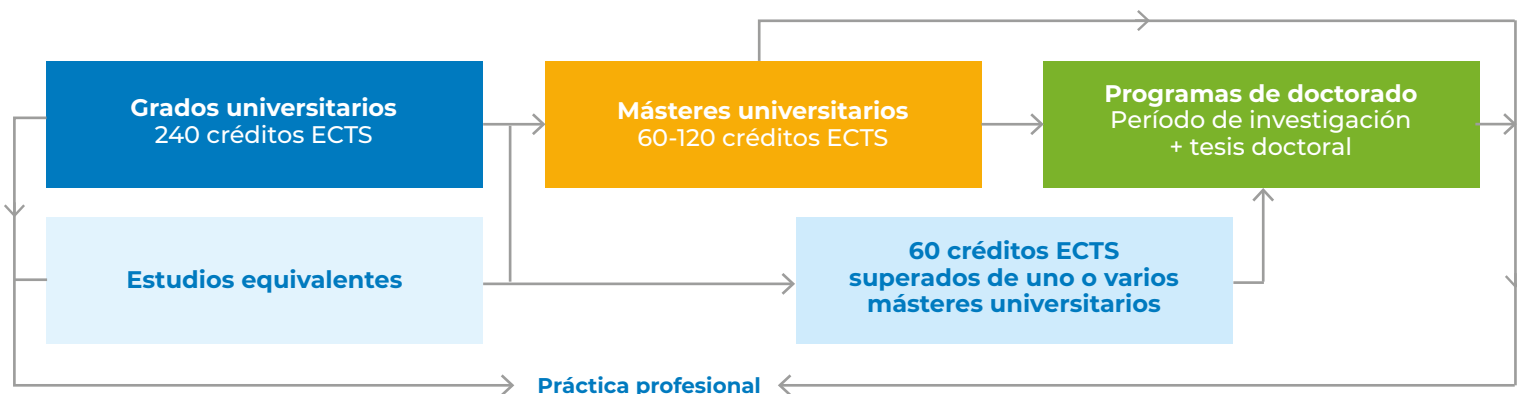 Grados universitarios
240 créditos ECTS
Másteres universitarios
60-120 créditos ECTS
Programas de doctorado
Período de investigación
+ tesis doctoral
Estudios equivalentes
60 créditos ECTS
superados de uno o varios
másteres universitarios
Práctica profesional